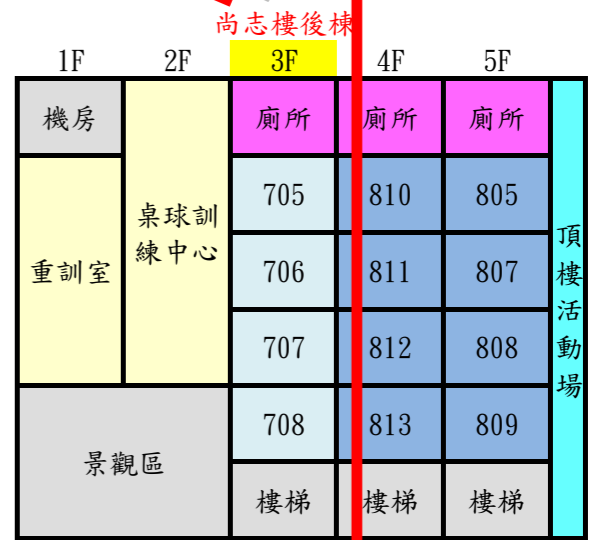 尚志樓後棟
1F 2F 3F 4F 5F
機房 廁所 廁所 廁所
705 810 805
桌球訓
練中心
重訓室 706 811 807
707 812 808
708 813 809
景觀區
樓梯 樓梯 樓梯
頂
樓
活
動
場